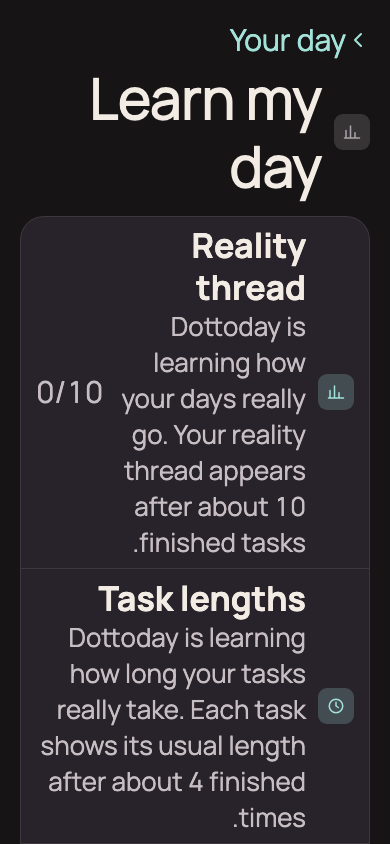 Your day
Learn my
day
Reality
thread
Dottoday is
learning how
your days really
go. Your reality
thread appears
after about 10
.finished tasks
0/10
Task lengths
Dottoday is learning
how long your tasks
really take. Each task
shows its usual length
after about 4 finished
.times